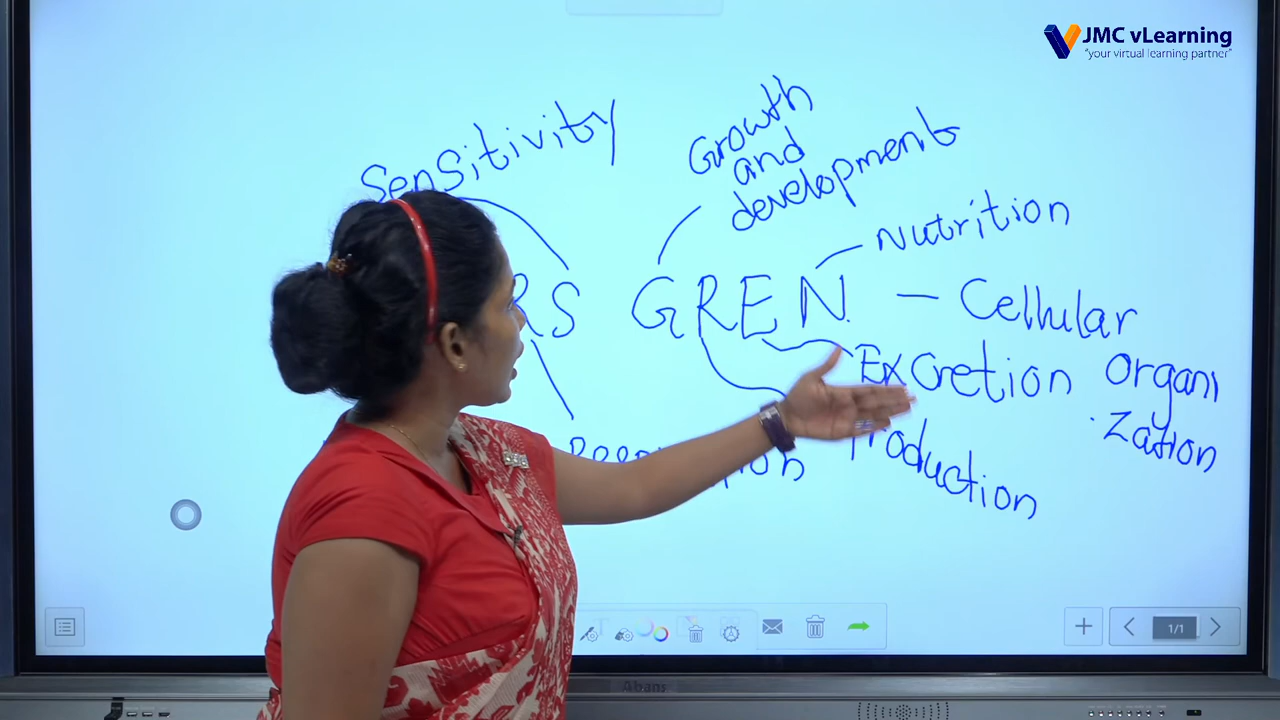 JMC vLearning
"your virtual learning partner"
Sensitivity
Growth
and
development
Nutrition
RS GREN
Cellular
Organi
zation
Excretion
production
1/1
Abans